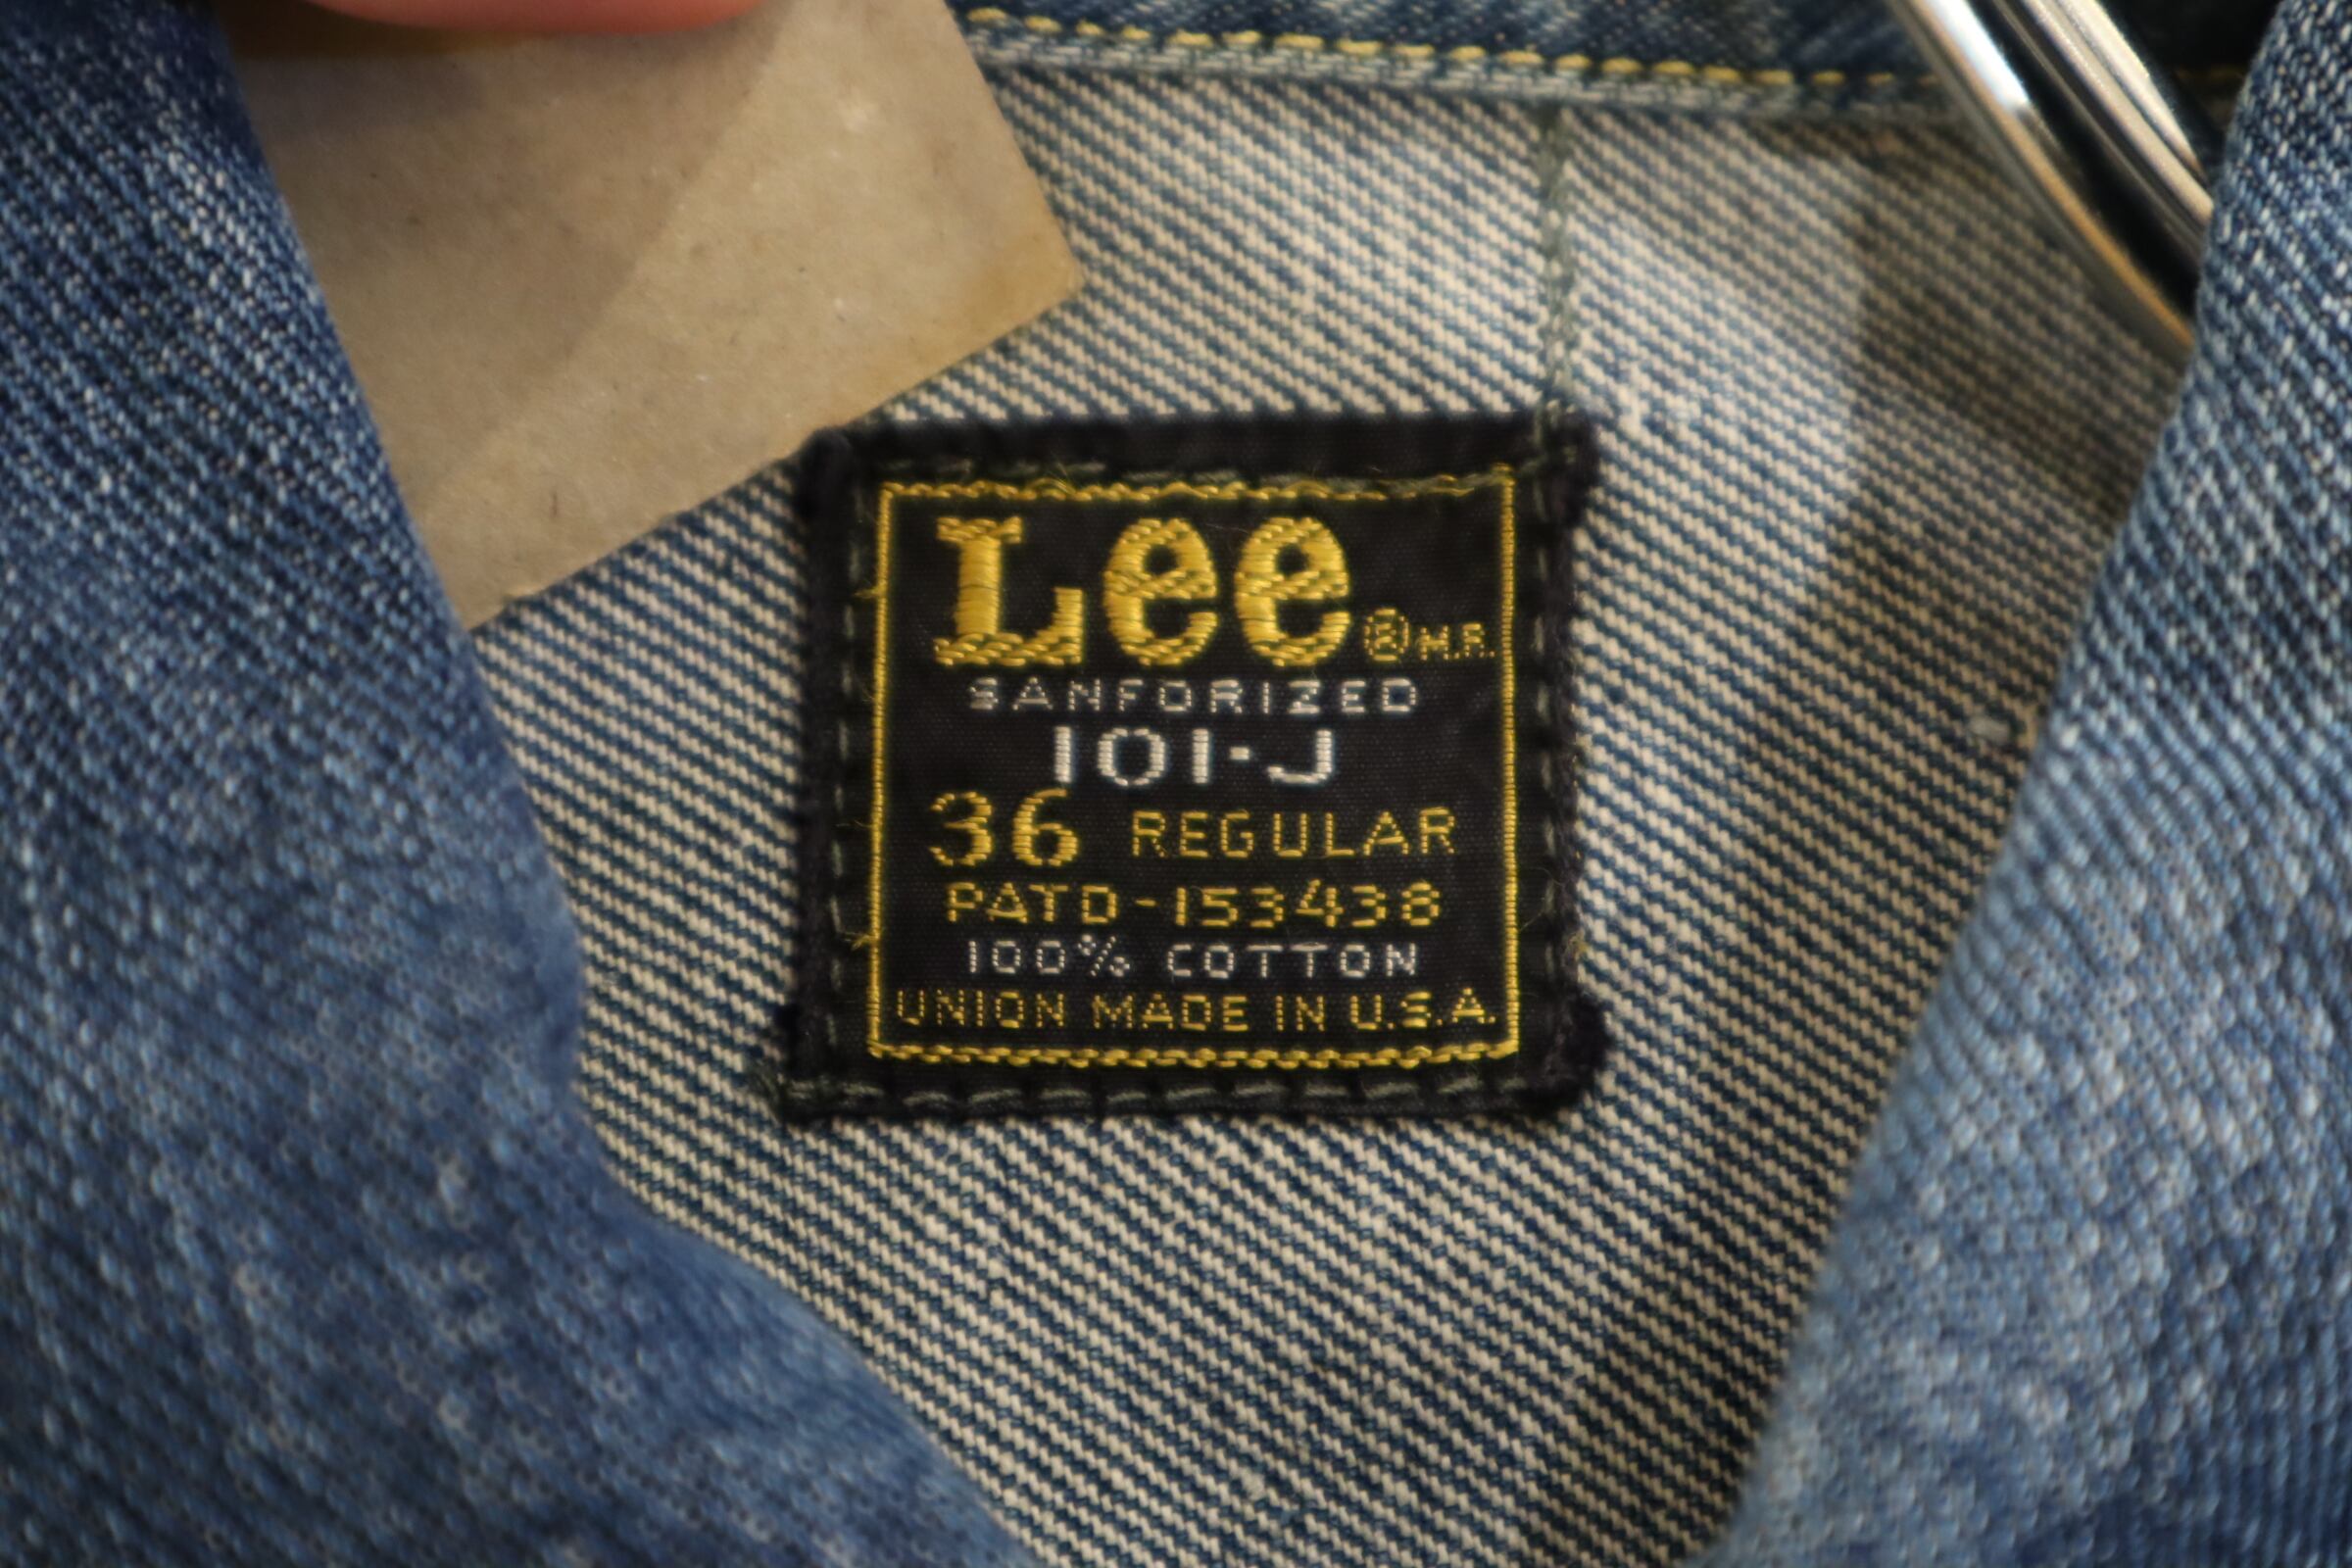 Lee ® M.R.
SANFORIZED
101-J
36 REGULAR
PATD-153438
100% COTTON
UNION MADE IN U.S.A.